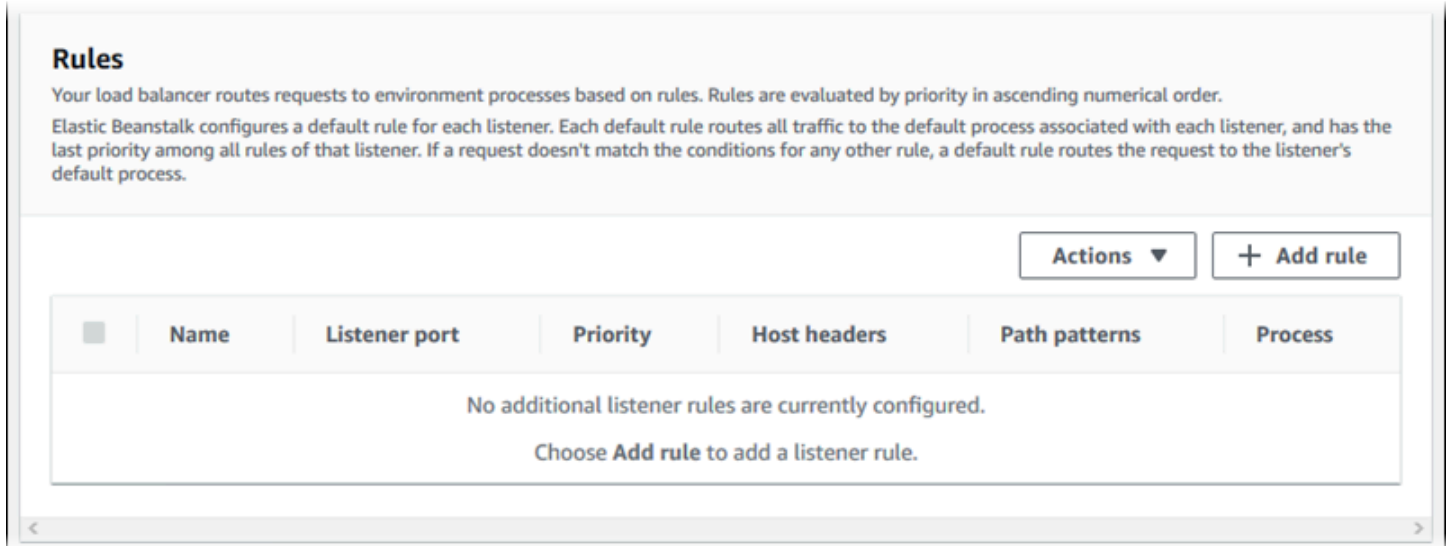 Rules
Your load balancer routes requests to environment processes based on rules. Rules are evaluated by priority in ascending numerical order.
Elastic Beanstalk configures a default rule for each listener. Each default rule routes all traffic to the default process associated with each listener, and has the
last priority among all rules of that listener. If a request doesn't match the conditions for any other rule, a default rule routes the request to the listener's
default process.
Actions + Add rule
Name Listener port Priority Host headers Path patterns Process
No additional listener rules are currently configured.
Choose Add rule to add a listener rule.